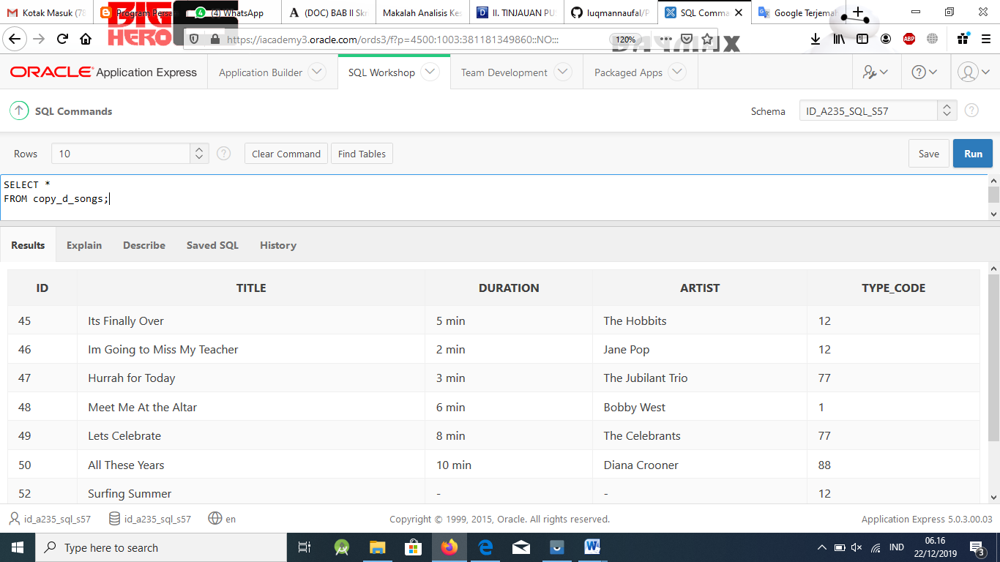 Kotak Masuk (78
Program Persa
(4) WhatsApp
(DOC) BAB II Skr
Makalah Analisis Kes
II. TINJAUAN PU
luqmannaufal/P
SQL Comma
Google Terjema
BIG
HERO
https://iacademy3.oracle.com/ords3/f?p=4500:1003:381181349860::NO:::
120%
BAYMAX
ABP
ORACLE Application Express
Application Builder
SQL Workshop
Team Development
Packaged Apps
SQL Commands
Schema ID_A235_SQL_S57
Rows 10 Clear Command Find Tables Save Run
SELECT *
FROM copy_d_songs;
Results Explain Describe Saved SQL History
ID TITLE DURATION ARTIST TYPE_CODE
45 Its Finally Over 5 min The Hobbits 12
46 Im Going to Miss My Teacher 2 min Jane Pop 12
47 Hurrah for Today 3 min The Jubilant Trio 77
48 Meet Me At the Altar 6 min Bobby West 1
49 Lets Celebrate 8 min The Celebrants 77
50 All These Years 10 min Diana Crooner 88
52 Surfing Summer - - 12
id_a235_sql_s57 id_a235_sql_s57 en Copyright © 1999, 2015, Oracle. All rights reserved. Application Express 5.0.3.00.03
Type here to search
IND
06.16
22/12/2019
3